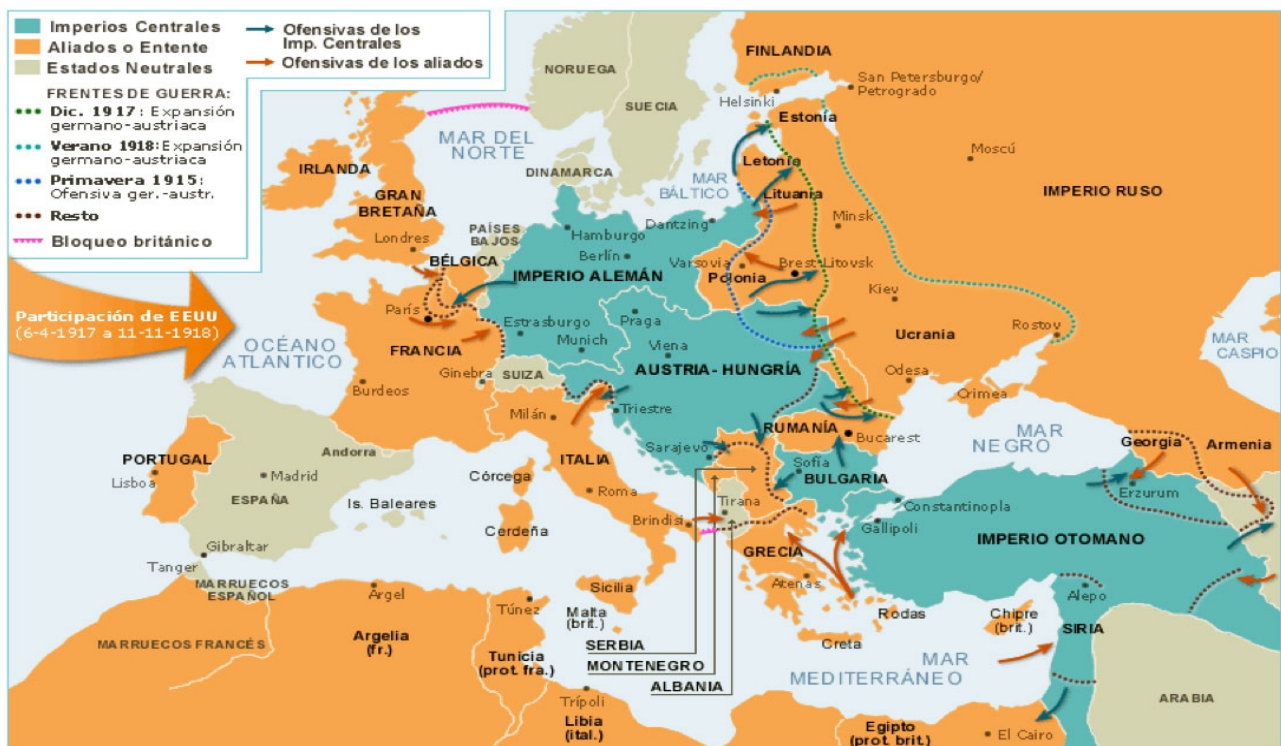 Imperios Centrales
Aliados o Entente
Estados Neutrales
Ofensivas de los
Imp. Centrales
Ofensivas de los aliados
FRENTES DE GUERRA:
Dic. 1917: Expansión
germano-austriaca
Verano 1918: Expansión
germano-austriaca
Primavera 1915:
Ofensiva ger.-austr.
Resto
Bloqueo británico
Participación de EEUU
(6-4-1917 a 11-11-1918)
OCÉANO
ATLANTICO
MAR DEL
NORTE
NORUEGA
SUECIA
FINLANDIA
Helsinki
San Petersburgo/
Petrogrado
Estonía
Moscú
Letonía
MAR
BÁLTICO
Lituania
IMPERIO RUSO
DINAMARCA
IRLANDA
GRAN
BRETAÑA
Londres
PAÍSES
BAJOS
BÉLGICA
Hamburgo
Dantzing
Berlín
IMPERIO ALEMÁN
Varsovia
Polonia
Brest-Litovsk
Minsk
Kiev
Ucrania
Rostov
París
FRANCIA
Estrasburgo
Munich
Praga
Viena
AUSTRIA-HUNGRÍA
Odesa
Crimea
MAR
CASPIO
Burdeos
Ginebra
SUIZA
Milán
Triestre
RUMANÍA
Bucarest
MAR
NEGRO
Georgia
Armenia
PORTUGAL
Lisboa
Madrid
ESPAÑA
Andorra
Is. Baleares
Córcega
Cerdeña
ITALIA
Roma
Brindisi
Sarajevo
Sofía
BULGARIA
Tirana
Constantinopla
Gallipoli
Erzurum
IMPERIO OTOMANO
Gibraltar
Tanger
MARRUECOS
ESPAÑOL
MARRUECOS FRANCÉS
Argel
Argelia
(fr.)
Túnez
Tunicia
(prot. fra.)
Sicilia
Malta
(brit.)
GRECIA
Atenas
Creta
Rodas
Chipre
(brit.)
Alepo
SIRIA
SERBIA
MONTENEGRO
ALBANIA
MAR
MEDITERRÁNEO
Trípoli
Libia
(ital.)
Egipto
(prot. brit.)
El Cairo
ARABIA